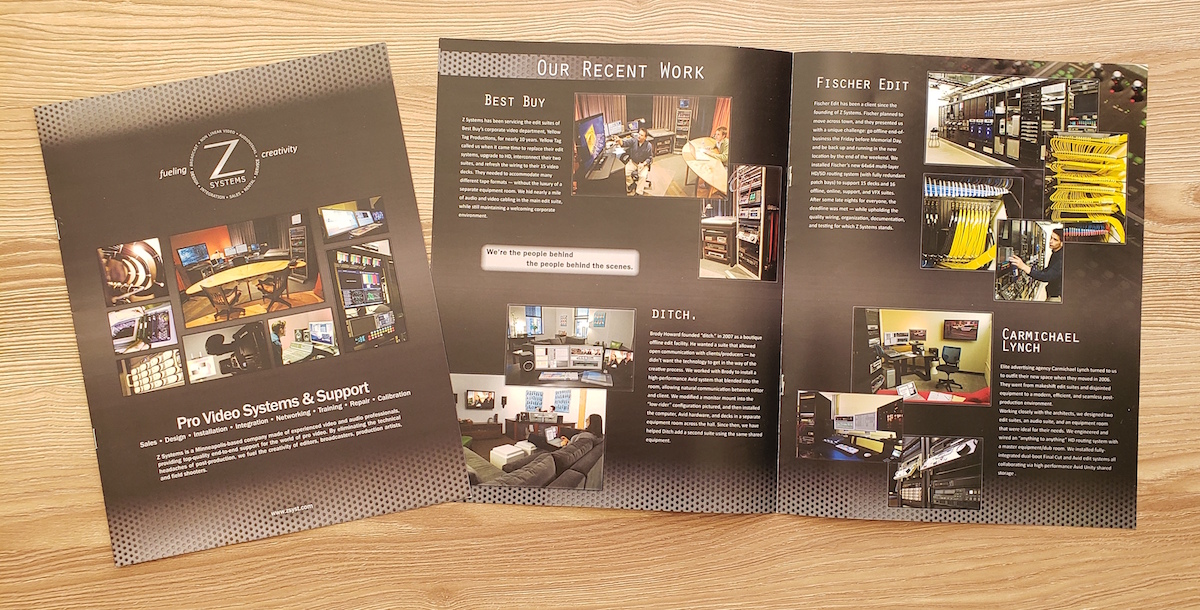 fueling
Z
SYSTEMS
creativity
Pro Video Systems & Support
Sales • Design • Installation • Integration • Networking • Training • Repair • Calibration
Z Systems is a Minneapolis-based company made of experienced video and audio professionals,
providing top-quality end-to-end support for the world of pro video. By eliminating the technical
headaches of post-production, we fuel the creativity of editors, broadcasters, production artists,
and field shooters.
www.zsyst.com
OUR RECENT WORK
BEST BUY
Z Systems has been servicing the edit suites of
Best Buy's corporate video department, Yellow
Tag Productions, for nearly 10 years. Yellow Tag
called us when it came time to replace their edit
systems, upgrade to HD, interconnect their two
suites, and refresh the wiring to their 15 video
decks. They needed to accommodate many
different tape formats — without the luxury of a
separate equipment room. We hid nearly a mile
of audio and video cabling in the main edit suite,
while still maintaining a welcoming corporate
environment.
We're the people behind
the people behind the scenes.
DITCH.
Brody Howard founded "ditch." in 2007 as a boutique
offline edit facility. He wanted a suite that allowed
open communication with clients/producers — he
didn't want the technology to get in the way of the
creative process. We worked with Brody to install a
high-performance Avid system that blended into the
room, allowing natural communication between editor
and client. We modified a monitor mount into the
"low-rider" configuration pictured, and then installed
the computer, Avid hardware, and decks in a separate
equipment room across the hall. Since then, we have
helped Ditch add a second suite using the same shared
equipment.
FISCHER EDIT
Fischer Edit has been a client since the
founding of Z Systems. Fischer planned to
move across town, and they presented us
with a unique challenge: go offline end-of-
business the Friday before Memorial Day,
and be back up and running in the new
location by the end of the weekend. We
installed Fischer's new 64x64 multi-layer
HD/SD routing system (with fully redundant
patch bays) to support 15 decks and 16
offline, online, support, and VFX suites.
After some late nights for everyone, the
deadline was met — while upholding the
quality wiring, organization, documentation,
and testing for which Z Systems stands.
CARMICHAEL
LYNCH
Elite advertising agency Carmichael Lynch turned to us
to outfit their new space when they moved in 2006.
They went from makeshift edit suites and disjointed
equipment to a modern, efficient, and seamless post-
production environment.
Working closely with the architects, we designed two
edit suites, an audio suite, and an equipment room
that were ideal for their needs. We engineered and
wired an "anything to anything" HD routing system with
a master equipment/dub room. We installed fully-
integrated dual-boot Final Cut and Avid edit systems all
collaborating via high-performance Avid Unity shared
storage .